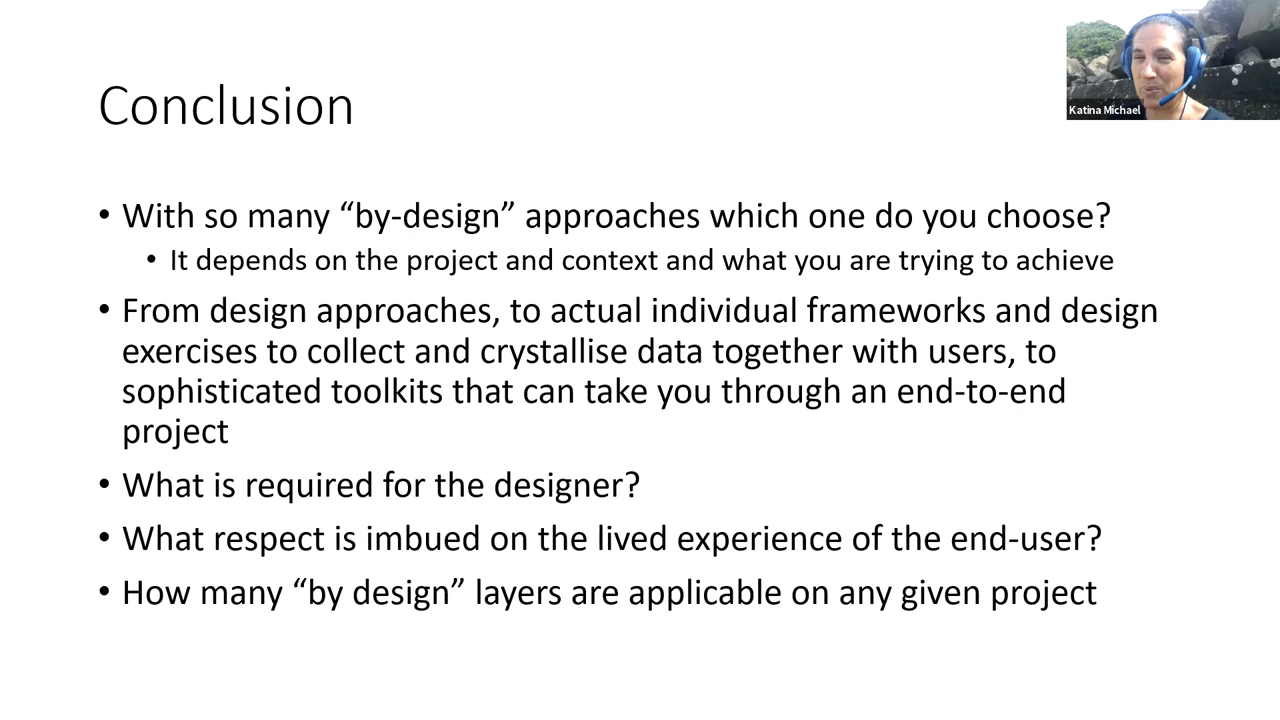 Conclusion
Katina Michael
• With so many “by-design” approaches which one do you choose?
• It depends on the project and context and what you are trying to achieve
• From design approaches, to actual individual frameworks and design
exercises to collect and crystallise data together with users, to
sophisticated toolkits that can take you through an end-to-end
project
• What is required for the designer?
• What respect is imbued on the lived experience of the end-user?
• How many “by design” layers are applicable on any given project